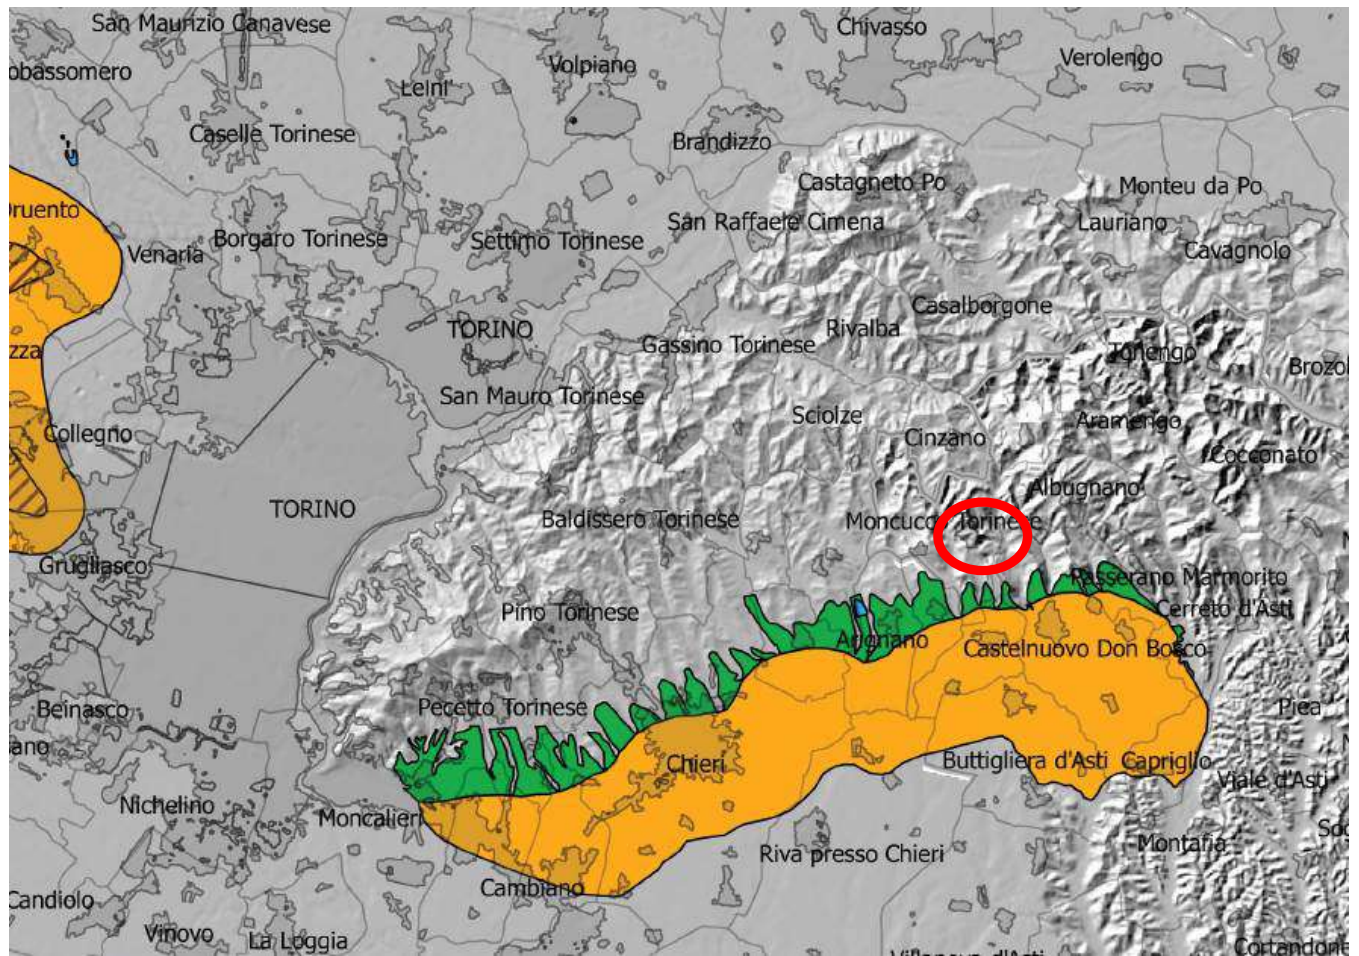 San Maurizio Canavese
Chivasso
Verolengo
Volpiano
obassomero
Leini'
Caselle Torinese
Brandizzo
Castagneto Po
Monteu da Po
Druento
San Raffaele Cimena
Lauriano
Borgaro Torinese
Settimo Torinese
Venaria
Cavagnolo
Casalborgone
Rivalba
TORINO
Gassino Torinese
Tonengo
zza
Brozol
San Mauro Torinese
Sciolze
Aramengo
Collegno
Cinzano
Cocconato
Albugnano
TORINO
Baldissero Torinese
Moncucco Torinese
Grugliasco
Passerano Marmorito
Pino Torinese
Cerreto d'Asti
Arignano
Castelnuovo Don Bosco
Beinasco
Pecetto Torinese
Piea
ano
Chieri
Buttigliera d'Asti
Capriglio
Viale d'Asti
Nichelino
Moncalieri
Sog
Montafia
Riva presso Chieri
Cambiano
Candiolo
Vinovo
La Loggia
Villanova d'Asti
Cortandone